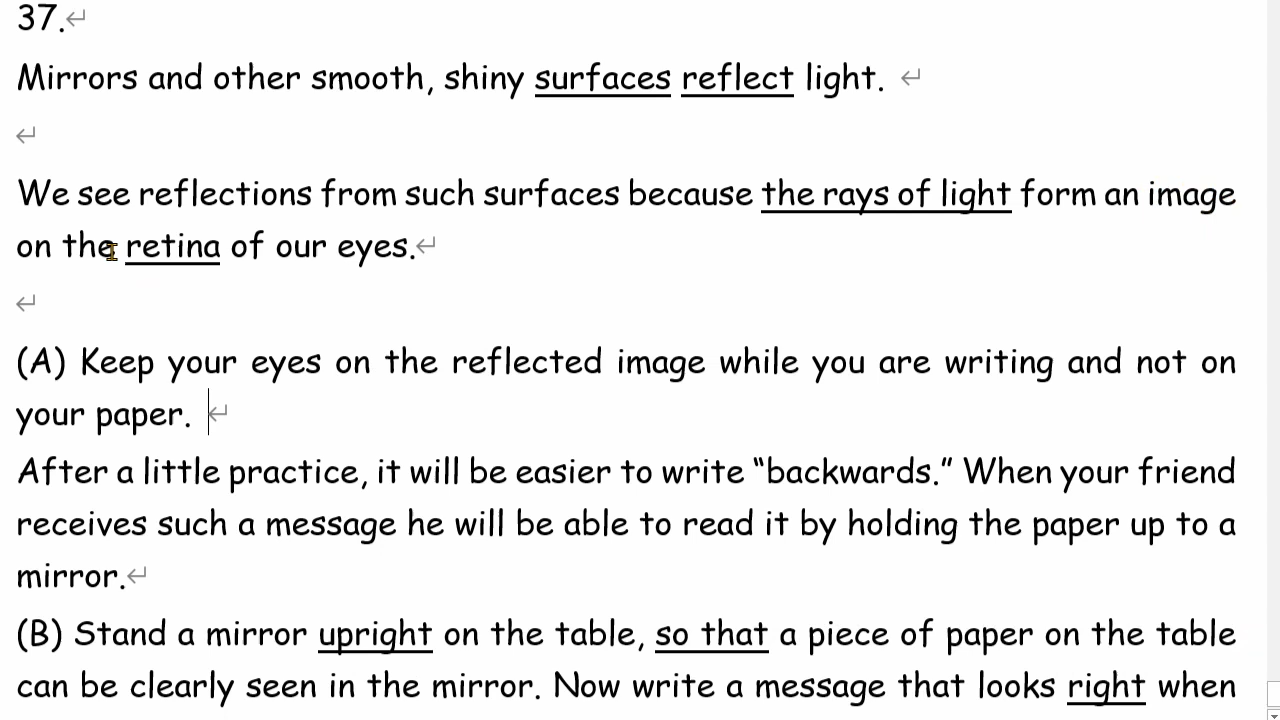 37.
Mirrors and other smooth, shiny surfaces reflect light.
We see reflections from such surfaces because the rays of light form an image
on the retina of our eyes.
(A) Keep your eyes on the reflected image while you are writing and not on
your paper.
After a little practice, it will be easier to write “backwards.” When your friend
receives such a message he will be able to read it by holding the paper up to a
mirror.
(B) Stand a mirror upright on the table, so that a piece of paper on the table
can be clearly seen in the mirror. Now write a message that looks right when